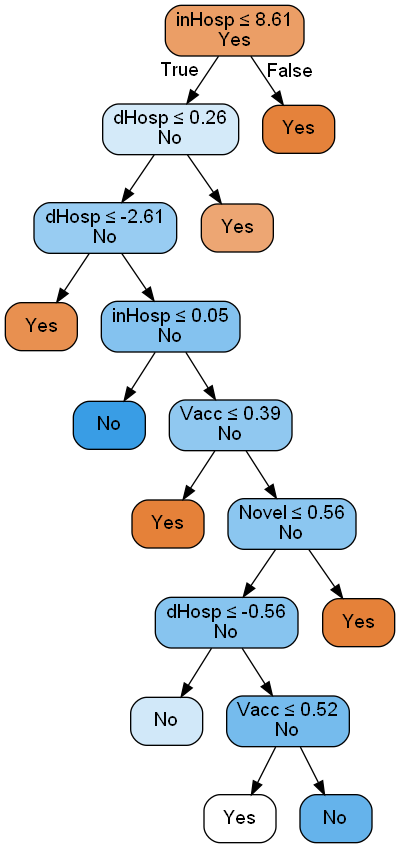 inHosp ≤ 8.61
Yes
True
False
dHosp ≤ 0.26
No
Yes
dHosp ≤ -2.61
No
Yes
Yes
inHosp ≤ 0.05
No
No
Vacc ≤ 0.39
No
Yes
Novel ≤ 0.56
No
dHosp ≤ -0.56
No
Yes
No
Vacc ≤ 0.52
No
Yes
No